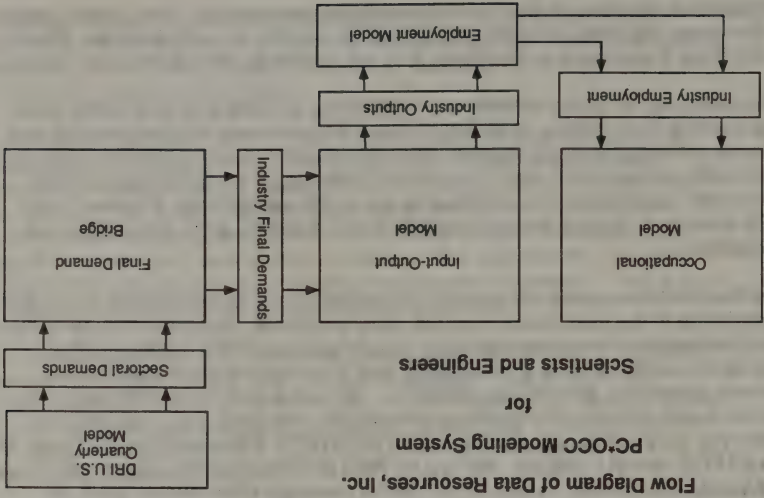 Flow Diagram of Data Resources, Inc.
PC*OCC Modeling System
for
Scientists and Engineers
DRI U.S.
Quarterly
Model
Sectoral Demands
Final Demand
Bridge
Industry Final Demands
Input-Output
Model
Industry Outputs
Employment Model
Industry Employment
Occupational
Model